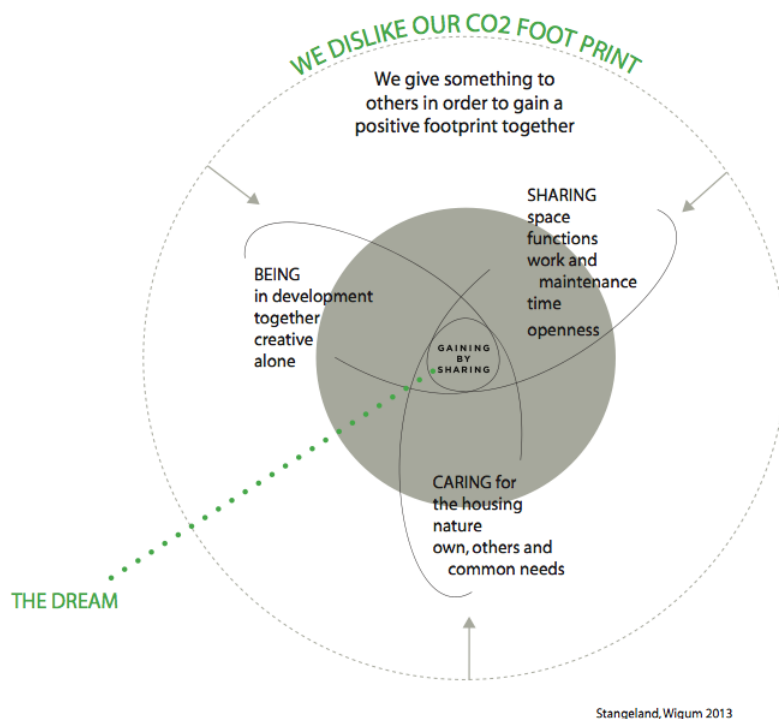 WE DISLIKE OUR CO2 FOOT PRINT
We give something to
others in order to gain a
positive footprint together
SHARING
space
functions
work and
maintenance
time
openness
BEING
in development
together
creative
alone
GAINING
BY
SHARING
CARING for
the housing
nature
own, others and
common needs
THE DREAM
Stangeland, Wigum 2013